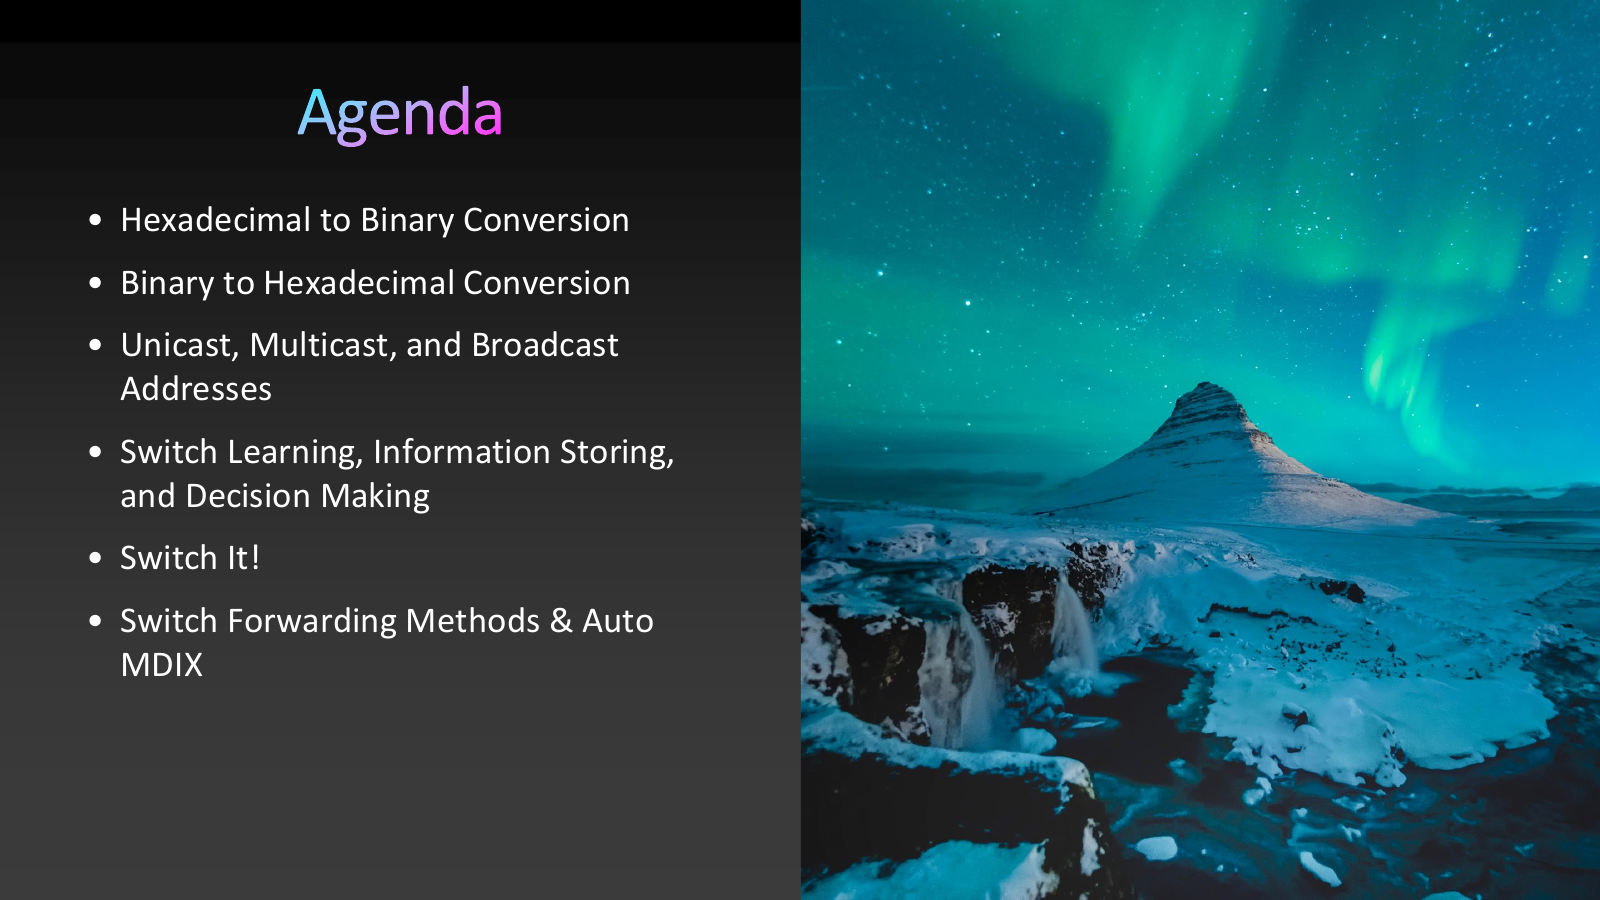 Agenda
• Hexadecimal to Binary Conversion
• Binary to Hexadecimal Conversion
• Unicast, Multicast, and Broadcast
Addresses
• Switch Learning, Information Storing,
and Decision Making
• Switch It!
• Switch Forwarding Methods & Auto
MDIX